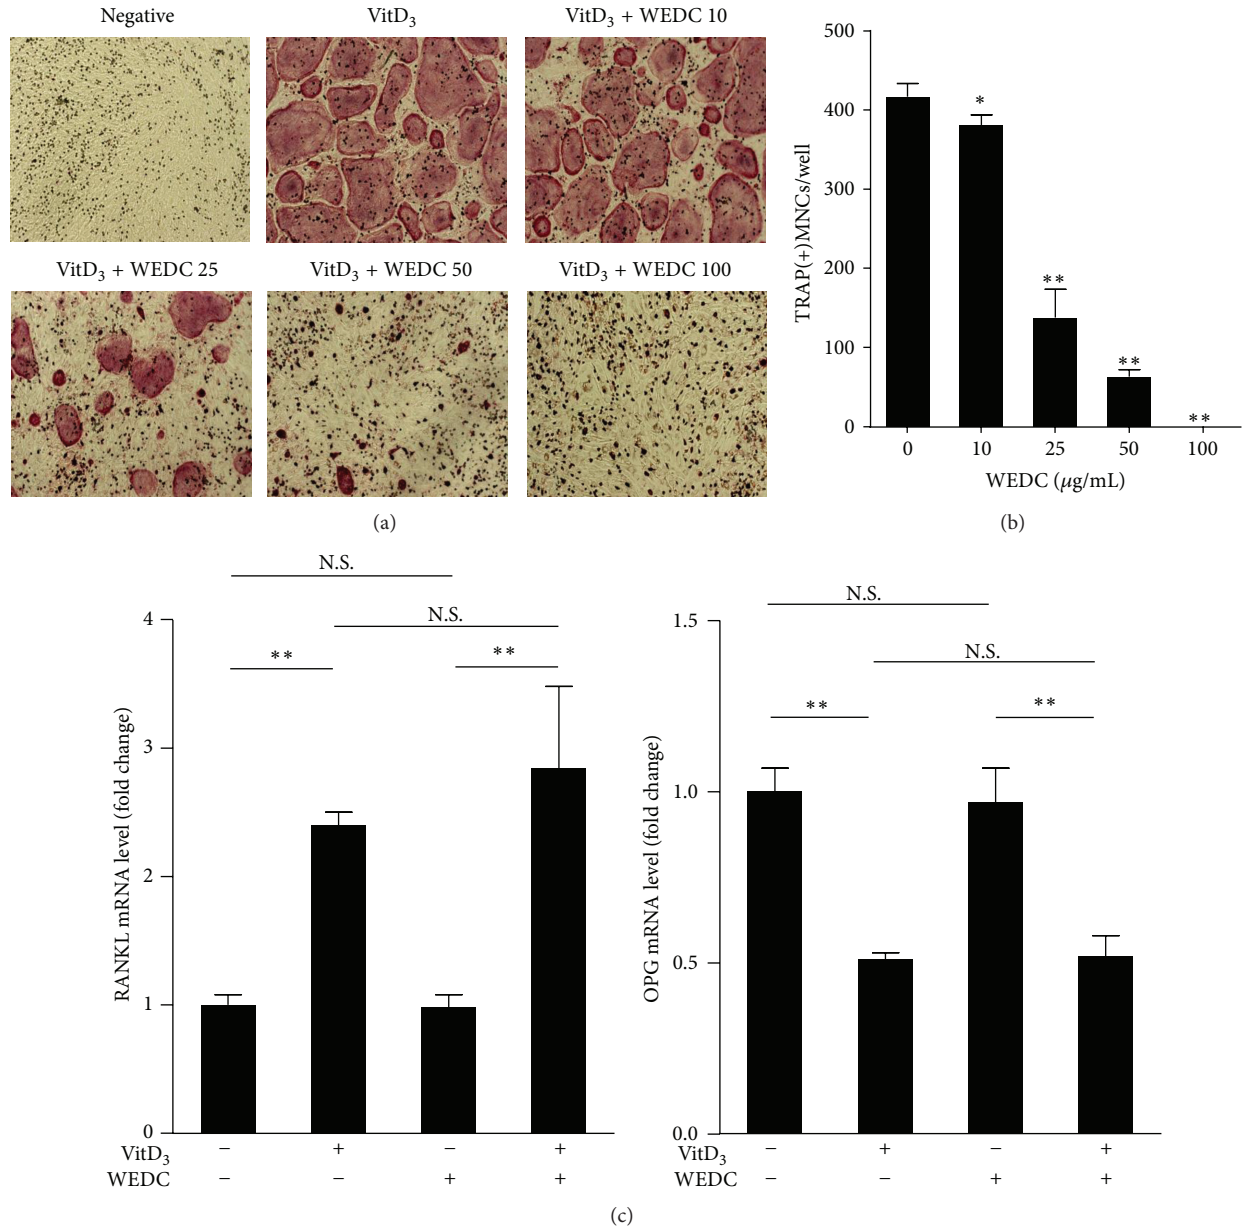 Negative
VitD₃
VitD₃ + WEDC 10
VitD₃ + WEDC 25
VitD₃ + WEDC 50
VitD₃ + WEDC 100
(a)
TRAP(+)MNCs/well
500
400
300
200
100
0
*
**
**
**
0 10 25 50 100
WEDC (μg/mL)
(b)
RANKL mRNA level (fold change)
4
3
2
1
0
N.S.
N.S.
** **
VitD₃ − + − +
WEDC − − + +
OPG mRNA level (fold change)
1.5
1.0
0.5
0.0
N.S.
N.S.
** **
VitD₃ − + − +
WEDC − − + +
(c)